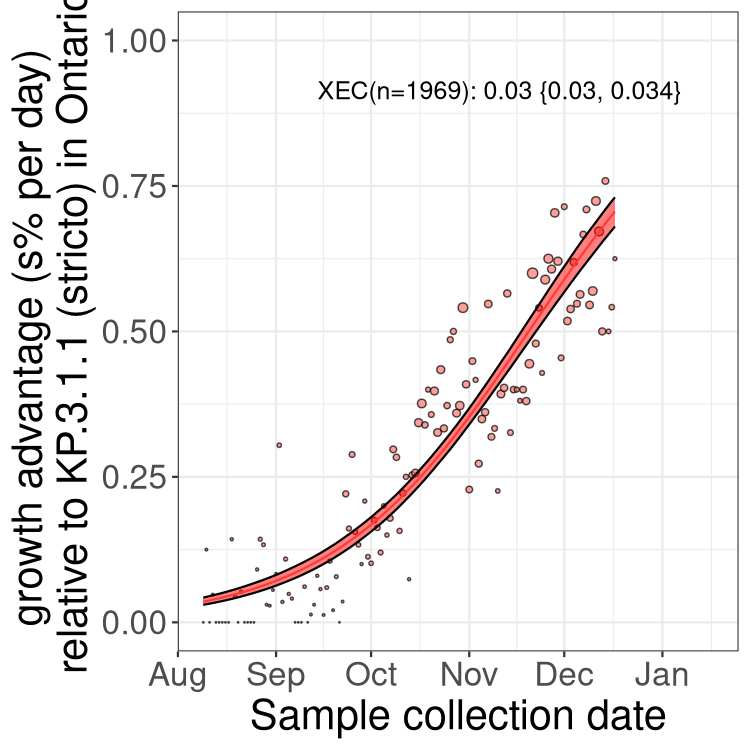 growth advantage (s% per day)
relative to KP.3.1.1 (stricto) in Ontario
1.00
0.75
0.50
0.25
0.00
XEC(n=1969): 0.03 {0.03, 0.034}
Aug Sep Oct Nov Dec Jan
Sample collection date